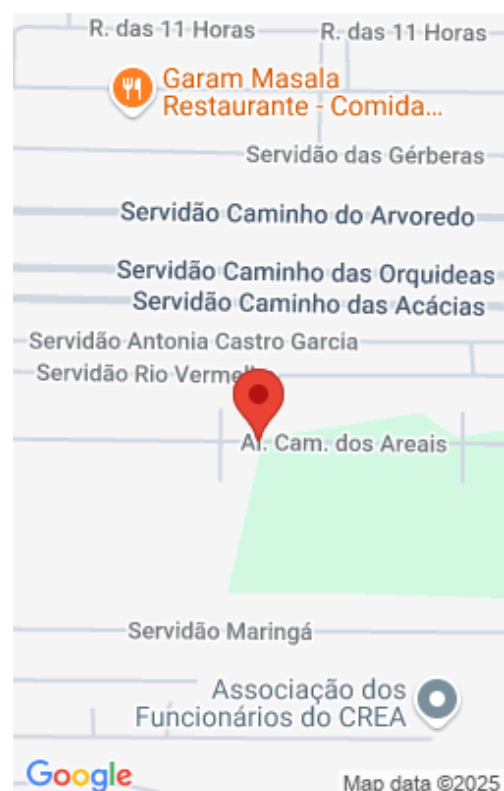 R. das 11 Horas
R. das 11 Horas
Garam Masala
Restaurante - Comida...
Servidão das Gérberas
Servidão Caminho do Arvoredo
Servidão Caminho das Orquideas
Servidão Caminho das Acácias
Servidão Antonia Castro Garcia
Servidão Rio Vermelho
Al. Cam. dos Areais
Servidão Maringá
Associação dos
Funcionários do CREA
Google
Map data ©2025